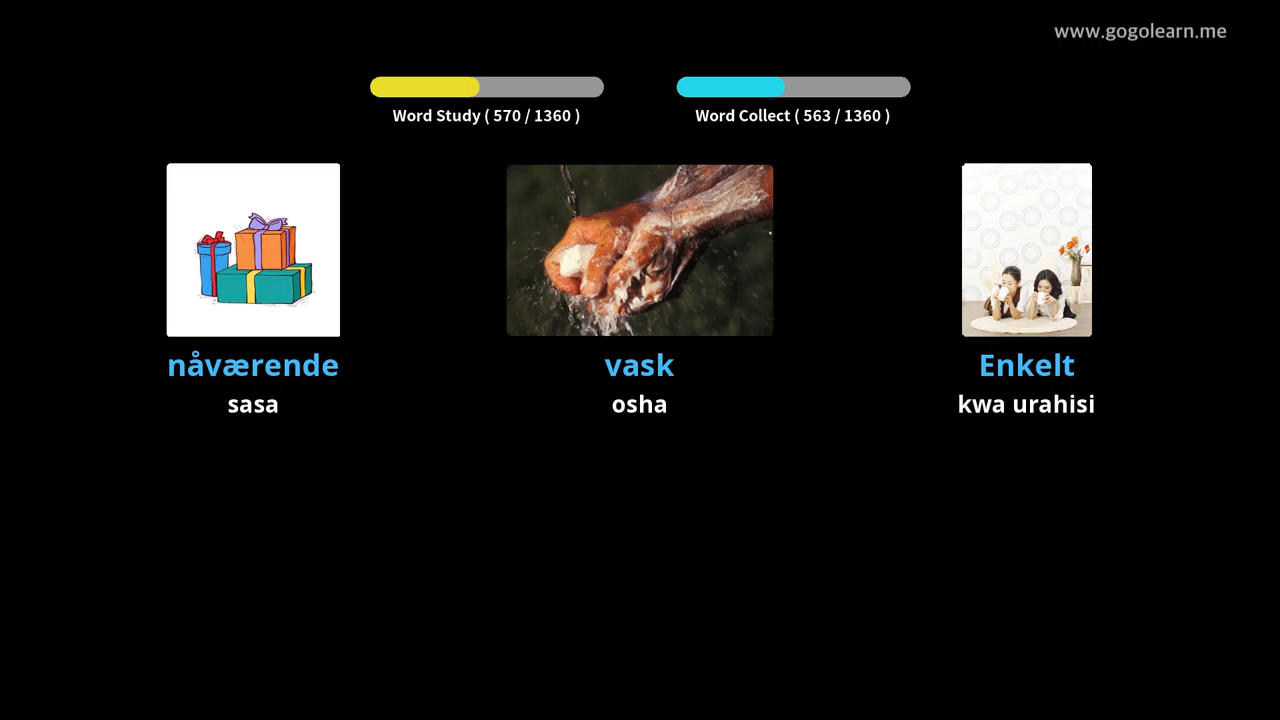 www.gogolearn.me
Word Study ( 570 / 1360 )
Word Collect ( 563 / 1360 )
nåværende
sasa
vask
osha
Enkelt
kwa urahisi